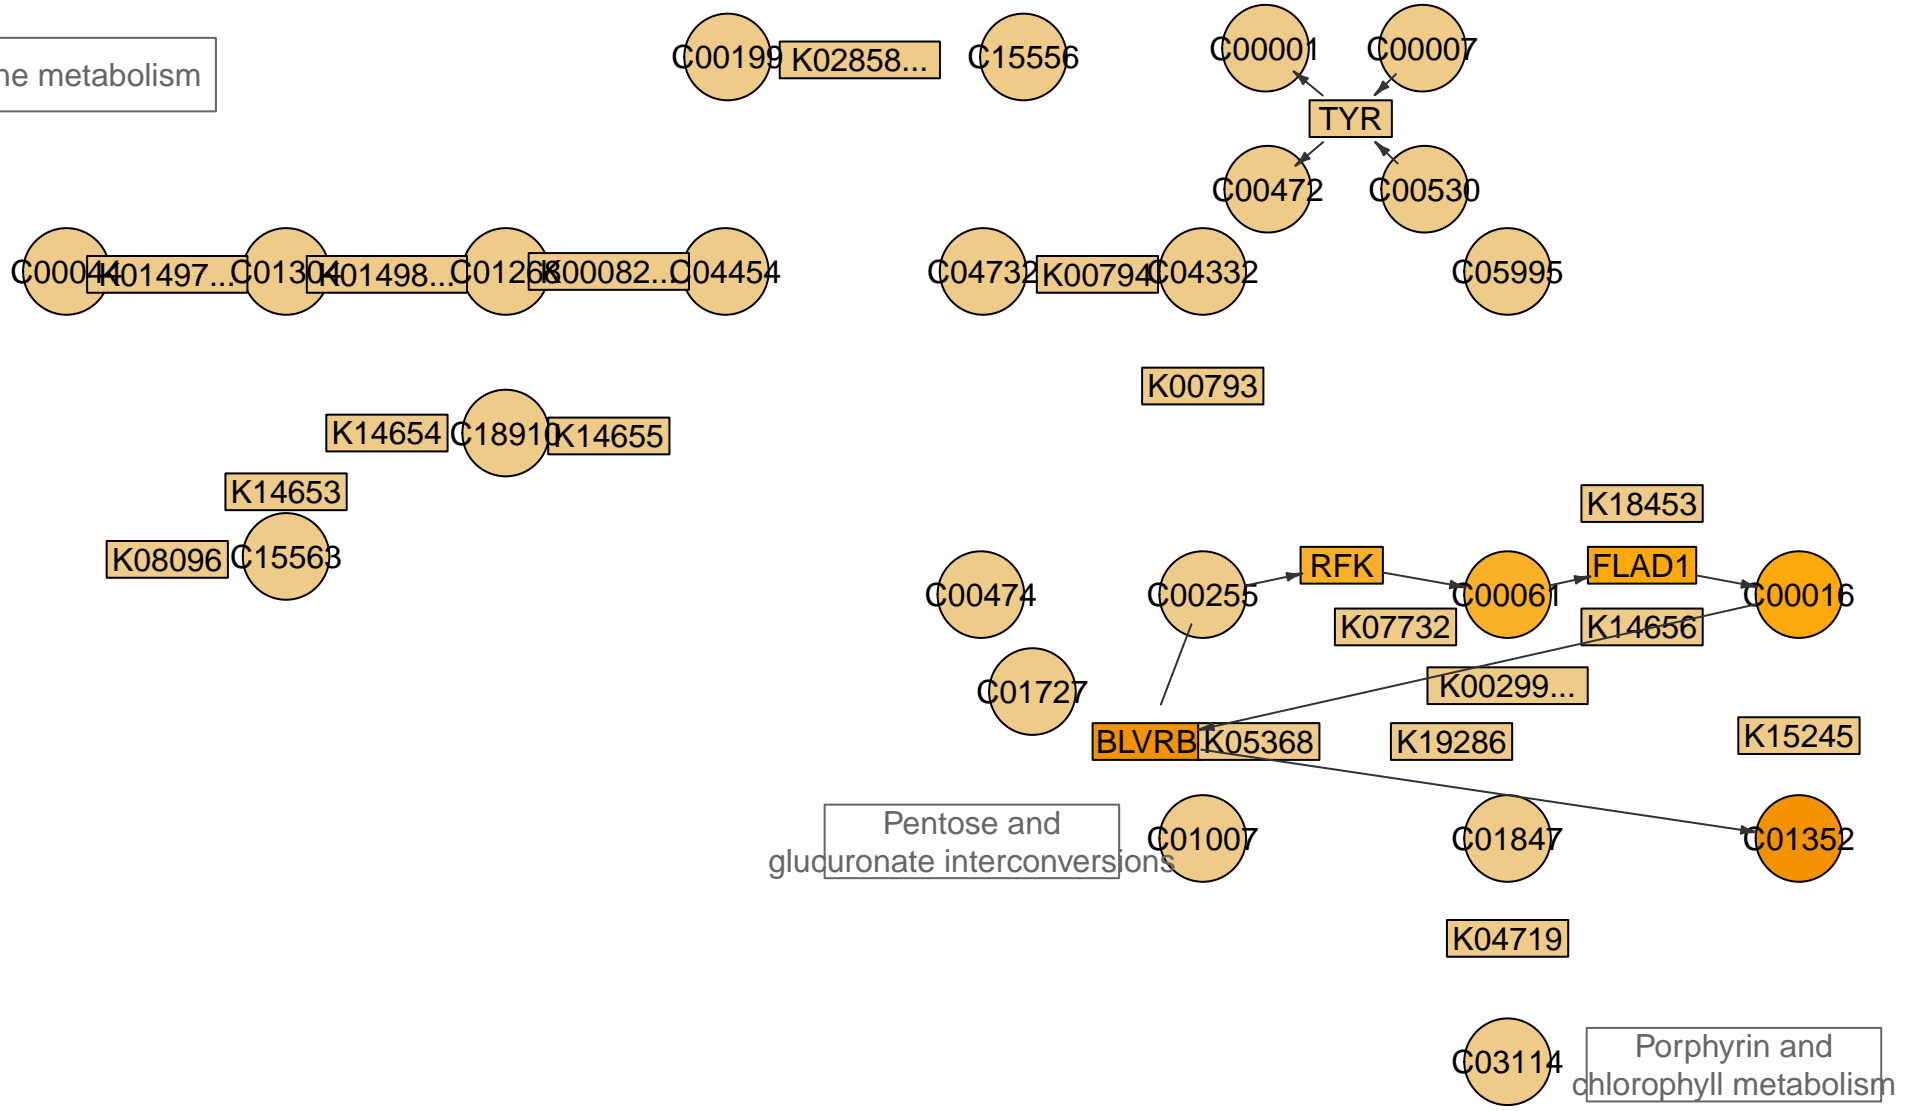 C00199
K02858...
C15556
C00001
C00007
ne metabolism
TYR
C00472
C00530
C00044
K01497...
C01304
K01498...
C01268
K00082...
C04454
C04732
K00794
C04332
C05995
K00793
K14654
C18910
K14655
K14653
K08096
C15563
K18453
RFK
FLAD1
C00474
C00255
C00061
C00016
K07732
K14656
C01727
K00299...
BLVRB
K05368
K19286
K15245
Pentose and
glucuronate interconversions
C01007
C01847
C01352
K04719
C03114
Porphyrin and
chlorophyll metabolism